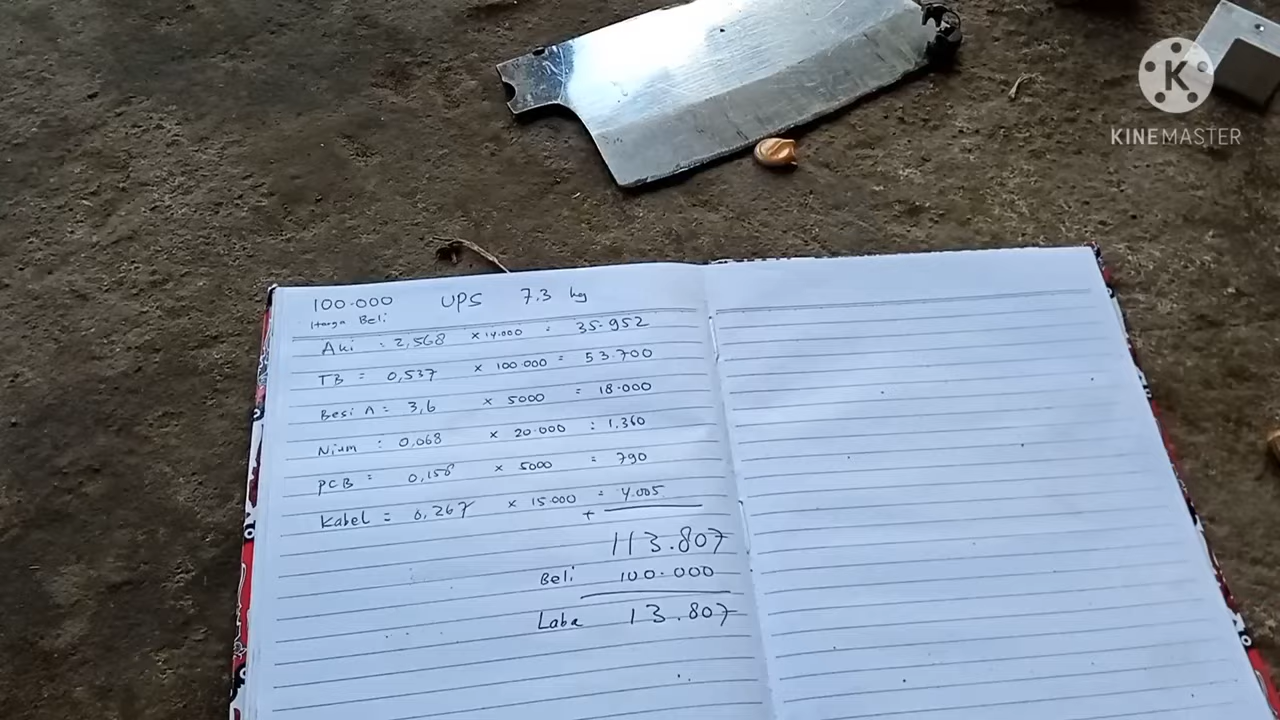 KINEMASTER
100.000 UPS 7.3 kg
Harga Beli
Aki : 2,568 × 14.000 = 35.952
TB = 0,537 × 100.000 = 53.700
Besi A = 3,6 × 5000 = 18.000
Nium : 0,068 × 20.000 = 1.360
PCB = 0,158 × 5000 = 790
Kabel = 0,267 × 15.000 = 4.005
+
113.807
Beli 100.000
Laba 13.807